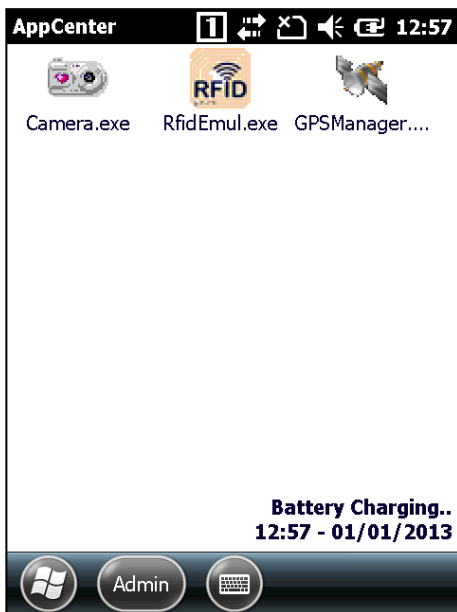 AppCenter 1 12:57
RFID
Camera.exe RfidEmul.exe GPSManager....
Battery Charging..
12:57 - 01/01/2013
Admin